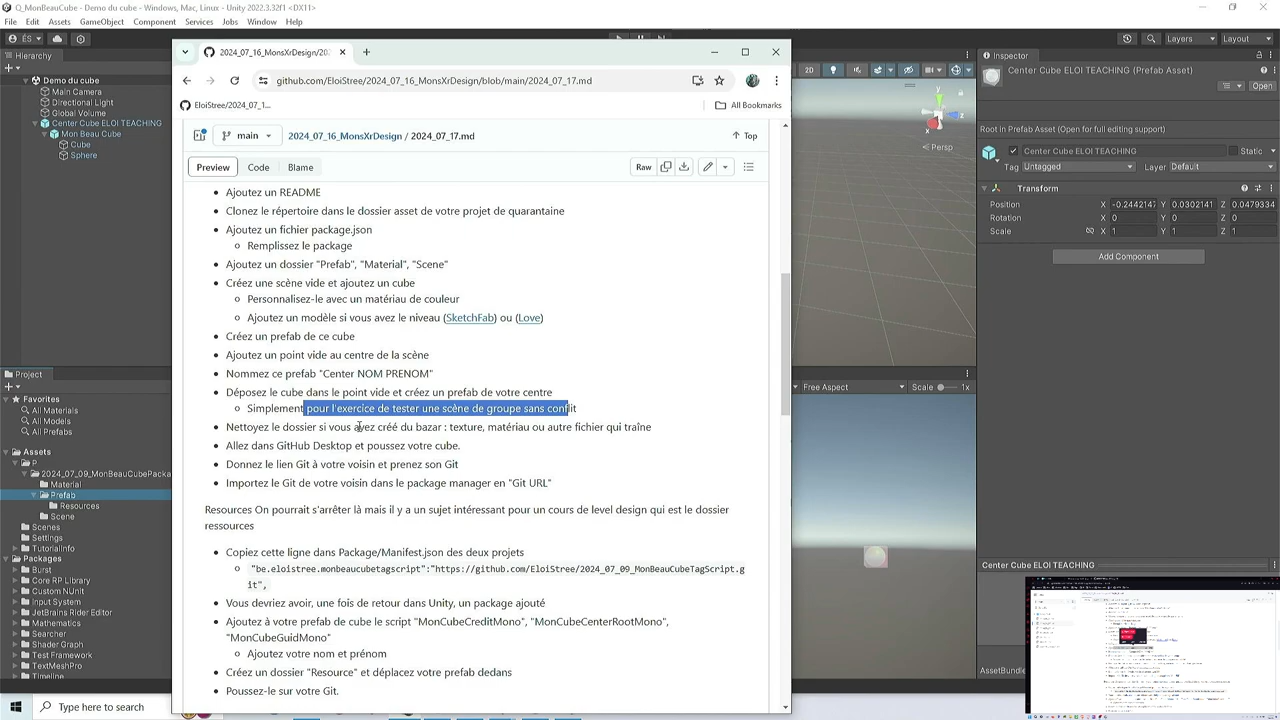 Q_MonBeauCube - Demo du cube - Windows, Mac, Linux - Unity 2022.3.32f1 <DX11>
File Edit Assets GameObject Component Services Jobs Window Help
ÉS
Layers Layout
Hierarchy
Demo du cube
Main Camera
Directional Light
Global Volume
Center Cube ELOI TEACHING
Mon Beau Cube
Cube
Sphere
2024_07_16_MonsXrDesign/202
github.com/EloiStree/2024_07_16_MonsXrDesign/blob/main/2024_07_17.md
EloiStree/2024_07_1...
All Bookmarks
main
2024_07_16_MonsXrDesign / 2024_07_17.md
Top
Preview Code Blame
Raw
Ajoutez un README
Clonez le répertoire dans le dossier asset de votre projet de quarantaine
Ajoutez un fichier package.json
Remplissez le package
Ajoutez un dossier "Prefab", "Material", "Scene"
Créez une scène vide et ajoutez un cube
Personnalisez-le avec un matériau de couleur
Ajoutez un modèle si vous avez le niveau (SketchFab) ou (Love)
Créez un prefab de ce cube
Ajoutez un point vide au centre de la scène
Nommez ce prefab "Center NOM PRENOM"
Déposez le cube dans le point vide et créez un prefab de votre centre
Simplement pour l'exercice de tester une scène de groupe sans conflit
Nettoyez le dossier si vous avez créé du bazar : texture, matériau ou autre fichier qui traîne
Allez dans GitHub Desktop et poussez votre cube.
Donnez le lien Git à votre voisin et prenez son Git
Importez le Git de votre voisin dans le package manager en "Git URL"
Resources On pourrait s'arrêter là mais il y a un sujet intéressant pour un cours de level design qui est le dossier
ressources
Copiez cette ligne dans Package/Manifest.json des deux projets
"be.eloistree.monbeaucubetagscript":"https://github.com/EloiStree/2024_07_09_MonBeauCubeTagScript.g
it",
Vous devriez avoir, une fois de retour dans Unity, un package ajouté
Ajoutez à votre prefab de cube le script
"MonCubeCenterRootMono",
"MonCubeGuidMono"
Ajoutez votre nom et prénom
Poussez-le sur votre Git.
2D
Persp
Free Aspect Scale 1x
Inspector
Center Cube ELOI TEACHING (Prefab Asset)
Open
Root in Prefab Asset (Open for full editing support)
Center Cube ELOI TEACHING
Static
Tag Untagged Layer Default
Transform
Position X -0.2442147 Y 0.0302141 Z 0.0479334
Rotation X 0 Y 0 Z 0
Scale X 1 Y 1 Z 1
Add Component
Center Cube ELOI TEACHING
AssetBundle
Project
Favorites
All Materials
All Models
All Prefabs
Assets
P
2024_07_09_MonBeauCubePacka
Material
Prefab
Resources
Scene
Scenes
Settings
TutorialInfo
Packages
Burst
Core RP Library
Custom NUnit
Input System
JetBrains Rider Editor
Mathematics
Searcher
Shader Graph
Test Framework
TextMeshPro
Timeline
Type here to search